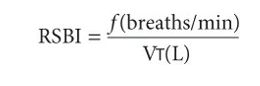 RSBI = f(breaths/min)
VT(L)